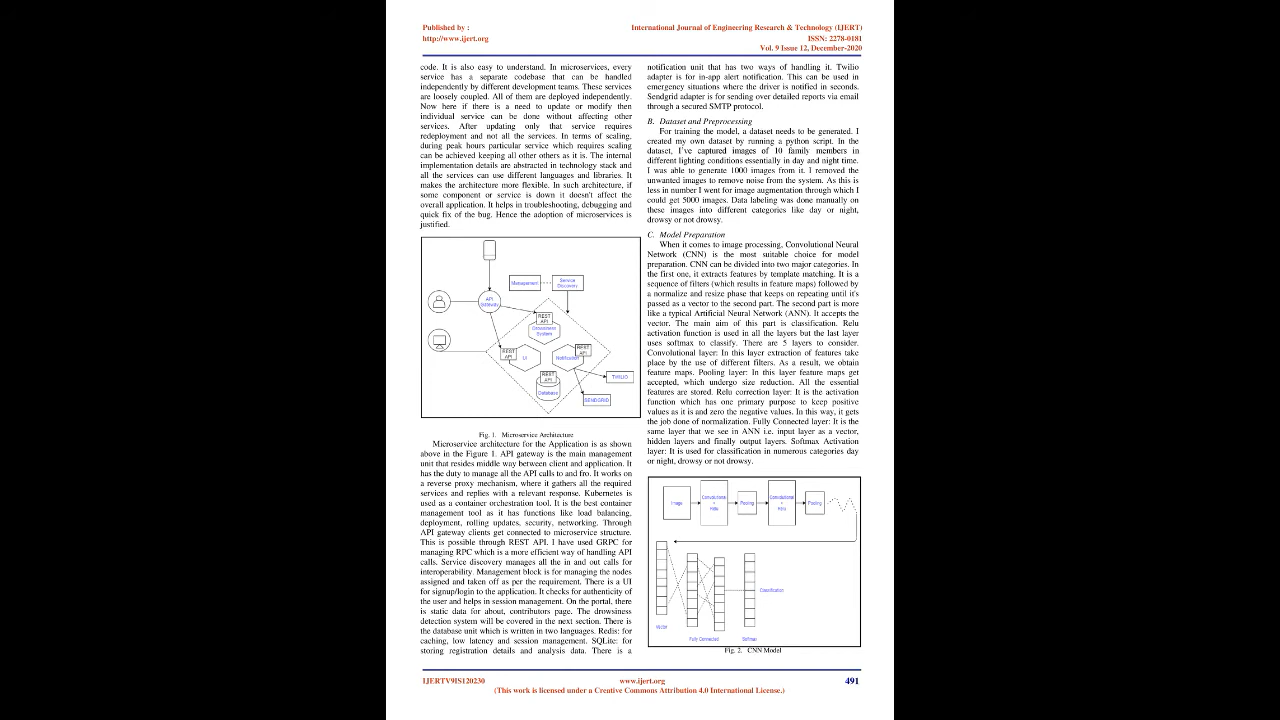 Published by :
http://www.ijert.org
International Journal of Engineering Research & Technology (IJERT)
ISSN: 2278-0181
Vol. 9 Issue 12, December-2020
code. It is also easy to understand. In microservices, every
service has a separate codebase that can be handled
independently by different development teams. These services
are loosely coupled. All of them are deployed independently.
Now here if there is a need to update or modify then
individual service can be done without affecting other
services. After updating only that service requires
redeployment and not all the services. In terms of scaling,
during peak hours particular service which requires scaling
can be achieved keeping all other others as it is. The internal
implementation details are abstracted in technology stack and
all the services can use different languages and libraries. It
makes the architecture more flexible. In such architecture, if
some component or service is down it doesn't affect the
overall application. It helps in troubleshooting, debugging and
quick fix of the bug. Hence the adoption of microservices is
justified.
Management
Service
Discovery
API
Gateway
REST
API
Drowsiness
System
REST
API
UI
REST
API
Notification
REST
API
Database
TWILIO
SENDGRID
Fig. 1. Microservice Architecture
Microservice architecture for the Application is as shown
above in the Figure 1. API gateway is the main management
unit that resides middle way between client and application. It
has the duty to manage all the API calls to and fro. It works on
a reverse proxy mechanism, where it gathers all the required
services and replies with a relevant response. Kubernetes is
used as a container orchestration tool. It is the best container
management tool as it has functions like load balancing,
deployment, rolling updates, security, networking. Through
API gateway clients get connected to microservice structure.
This is possible through REST API. I have used GRPC for
managing RPC which is a more efficient way of handling API
calls. Service discovery manages all the in and out calls for
interoperability. Management block is for managing the nodes
assigned and taken off as per the requirement. There is a UI
for signup/login to the application. It checks for authenticity of
the user and helps in session management. On the portal, there
is static data for about, contributors page. The drowsiness
detection system will be covered in the next section. There is
the database unit which is written in two languages. Redis: for
caching, low latency and session management. SQLite: for
storing registration details and analysis data. There is a
notification unit that has two ways of handling it. Twilio
adapter is for in-app alert notification. This can be used in
emergency situations where the driver is notified in seconds.
Sendgrid adapter is for sending over detailed reports via email
through a secured SMTP protocol.
B. Dataset and Preprocessing
For training the model, a dataset needs to be generated. I
created my own dataset by running a python script. In the
dataset, I've captured images of 10 family members in
different lighting conditions essentially in day and night time.
I was able to generate 1000 images from it. I removed the
unwanted images to remove noise from the system. As this is
less in number I went for image augmentation through which I
could get 5000 images. Data labeling was done manually on
these images into different categories like day or night,
drowsy or not drowsy.
C. Model Preparation
When it comes to image processing, Convolutional Neural
Network (CNN) is the most suitable choice for model
preparation. CNN can be divided into two major categories. In
the first one, it extracts features by template matching. It is a
sequence of filters (which results in feature maps) followed by
a normalize and resize phase that keeps on repeating until it's
passed as a vector to the second part. The second part is more
like a typical Artificial Neural Network (ANN). It accepts the
vector. The main aim of this part is classification. Relu
activation function is used in all the layers but the last layer
uses softmax to classify. There are 5 layers to consider.
Convolutional layer: In this layer extraction of features take
place by the use of different filters. As a result, we obtain
feature maps. Pooling layer: In this layer feature maps get
accepted, which undergo size reduction. All the essential
features are stored. Relu correction layer: It is the activation
function which has one primary purpose to keep positive
values as it is and zero the negative values. In this way, it gets
the job done of normalization. Fully Connected layer: It is the
same layer that we see in ANN i.e. input layer as a vector,
hidden layers and finally output layers. Softmax Activation
layer: It is used for classification in numerous categories day
or night, drowsy or not drowsy.
Image
Convolutional
+
Relu
Pooling
Convolutional
+
Relu
Pooling
Classification
Vector
Fully Connected
Softmax
Fig. 2. CNN Model
IJERTV9IS120230
www.ijert.org
491
(This work is licensed under a Creative Commons Attribution 4.0 International License.)